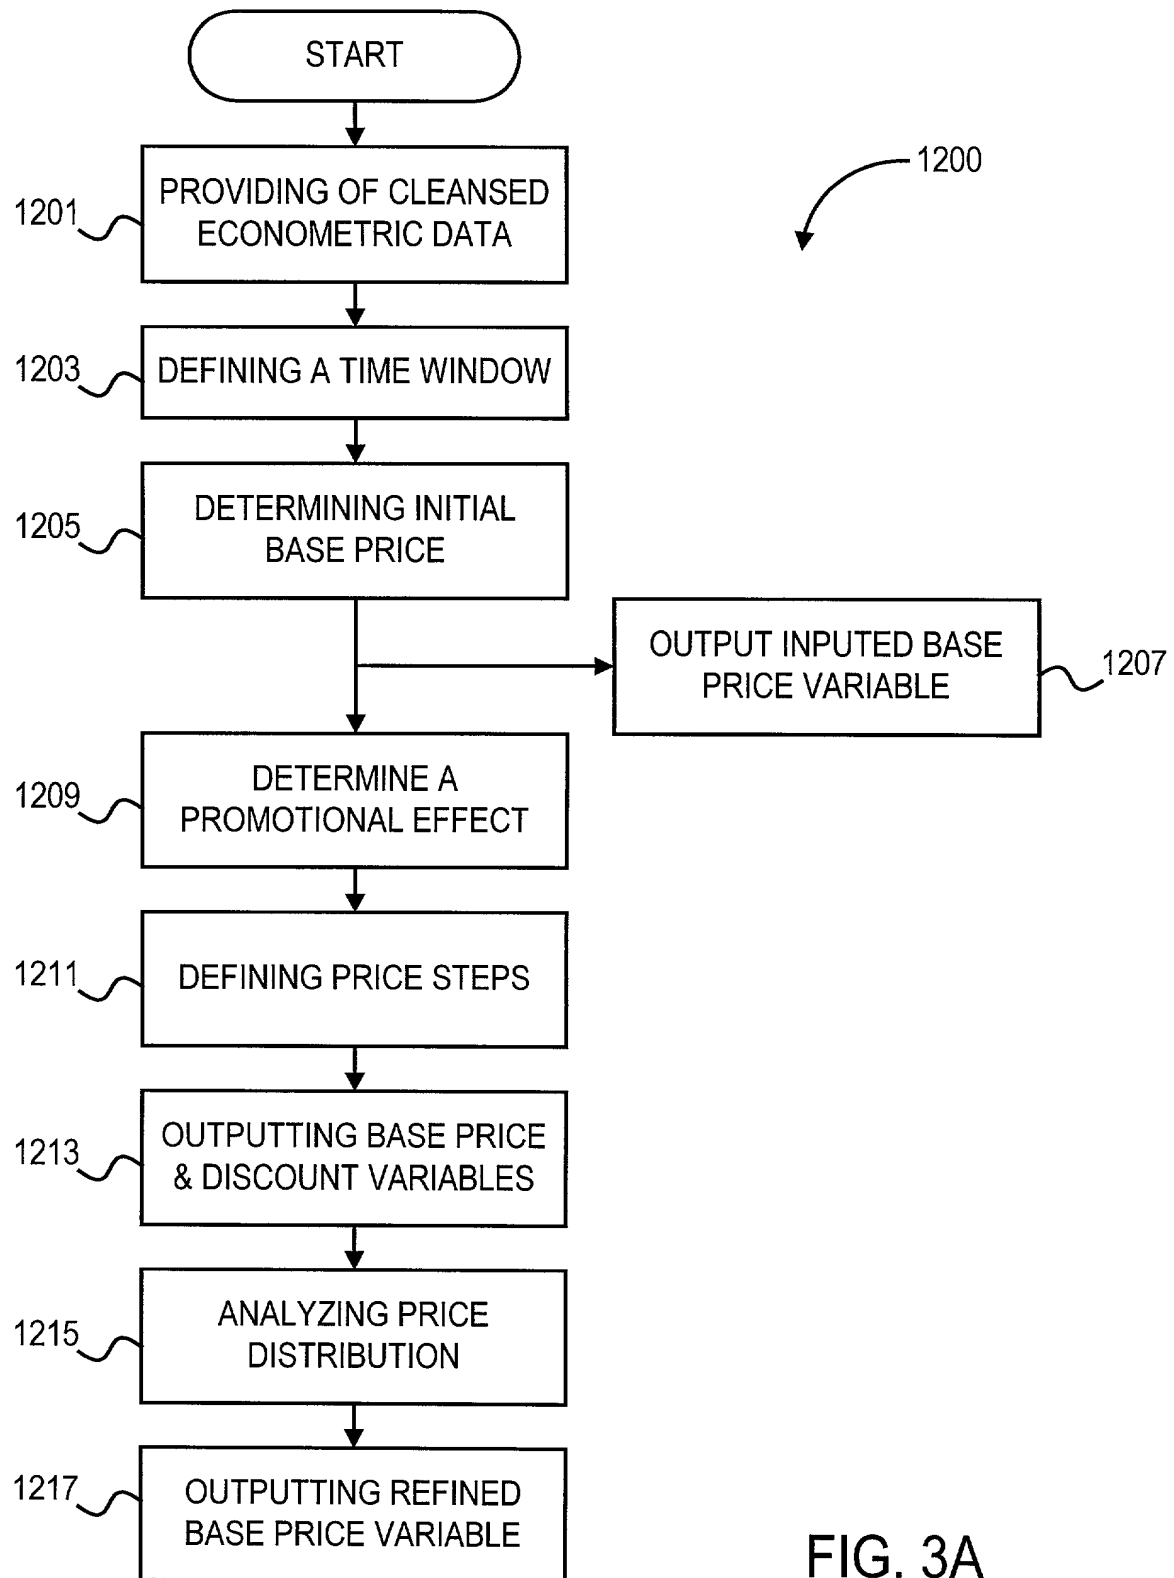 START
1200
1201
PROVIDING OF CLEANSED
ECONOMETRIC DATA
1203
DEFINING A TIME WINDOW
1205
DETERMINING INITIAL
BASE PRICE
OUTPUT INPUTED BASE
PRICE VARIABLE
1207
1209
DETERMINE A
PROMOTIONAL EFFECT
1211
DEFINING PRICE STEPS
1213
OUTPUTTING BASE PRICE
& DISCOUNT VARIABLES
1215
ANALYZING PRICE
DISTRIBUTION
1217
OUTPUTTING REFINED
BASE PRICE VARIABLE
FIG. 3A